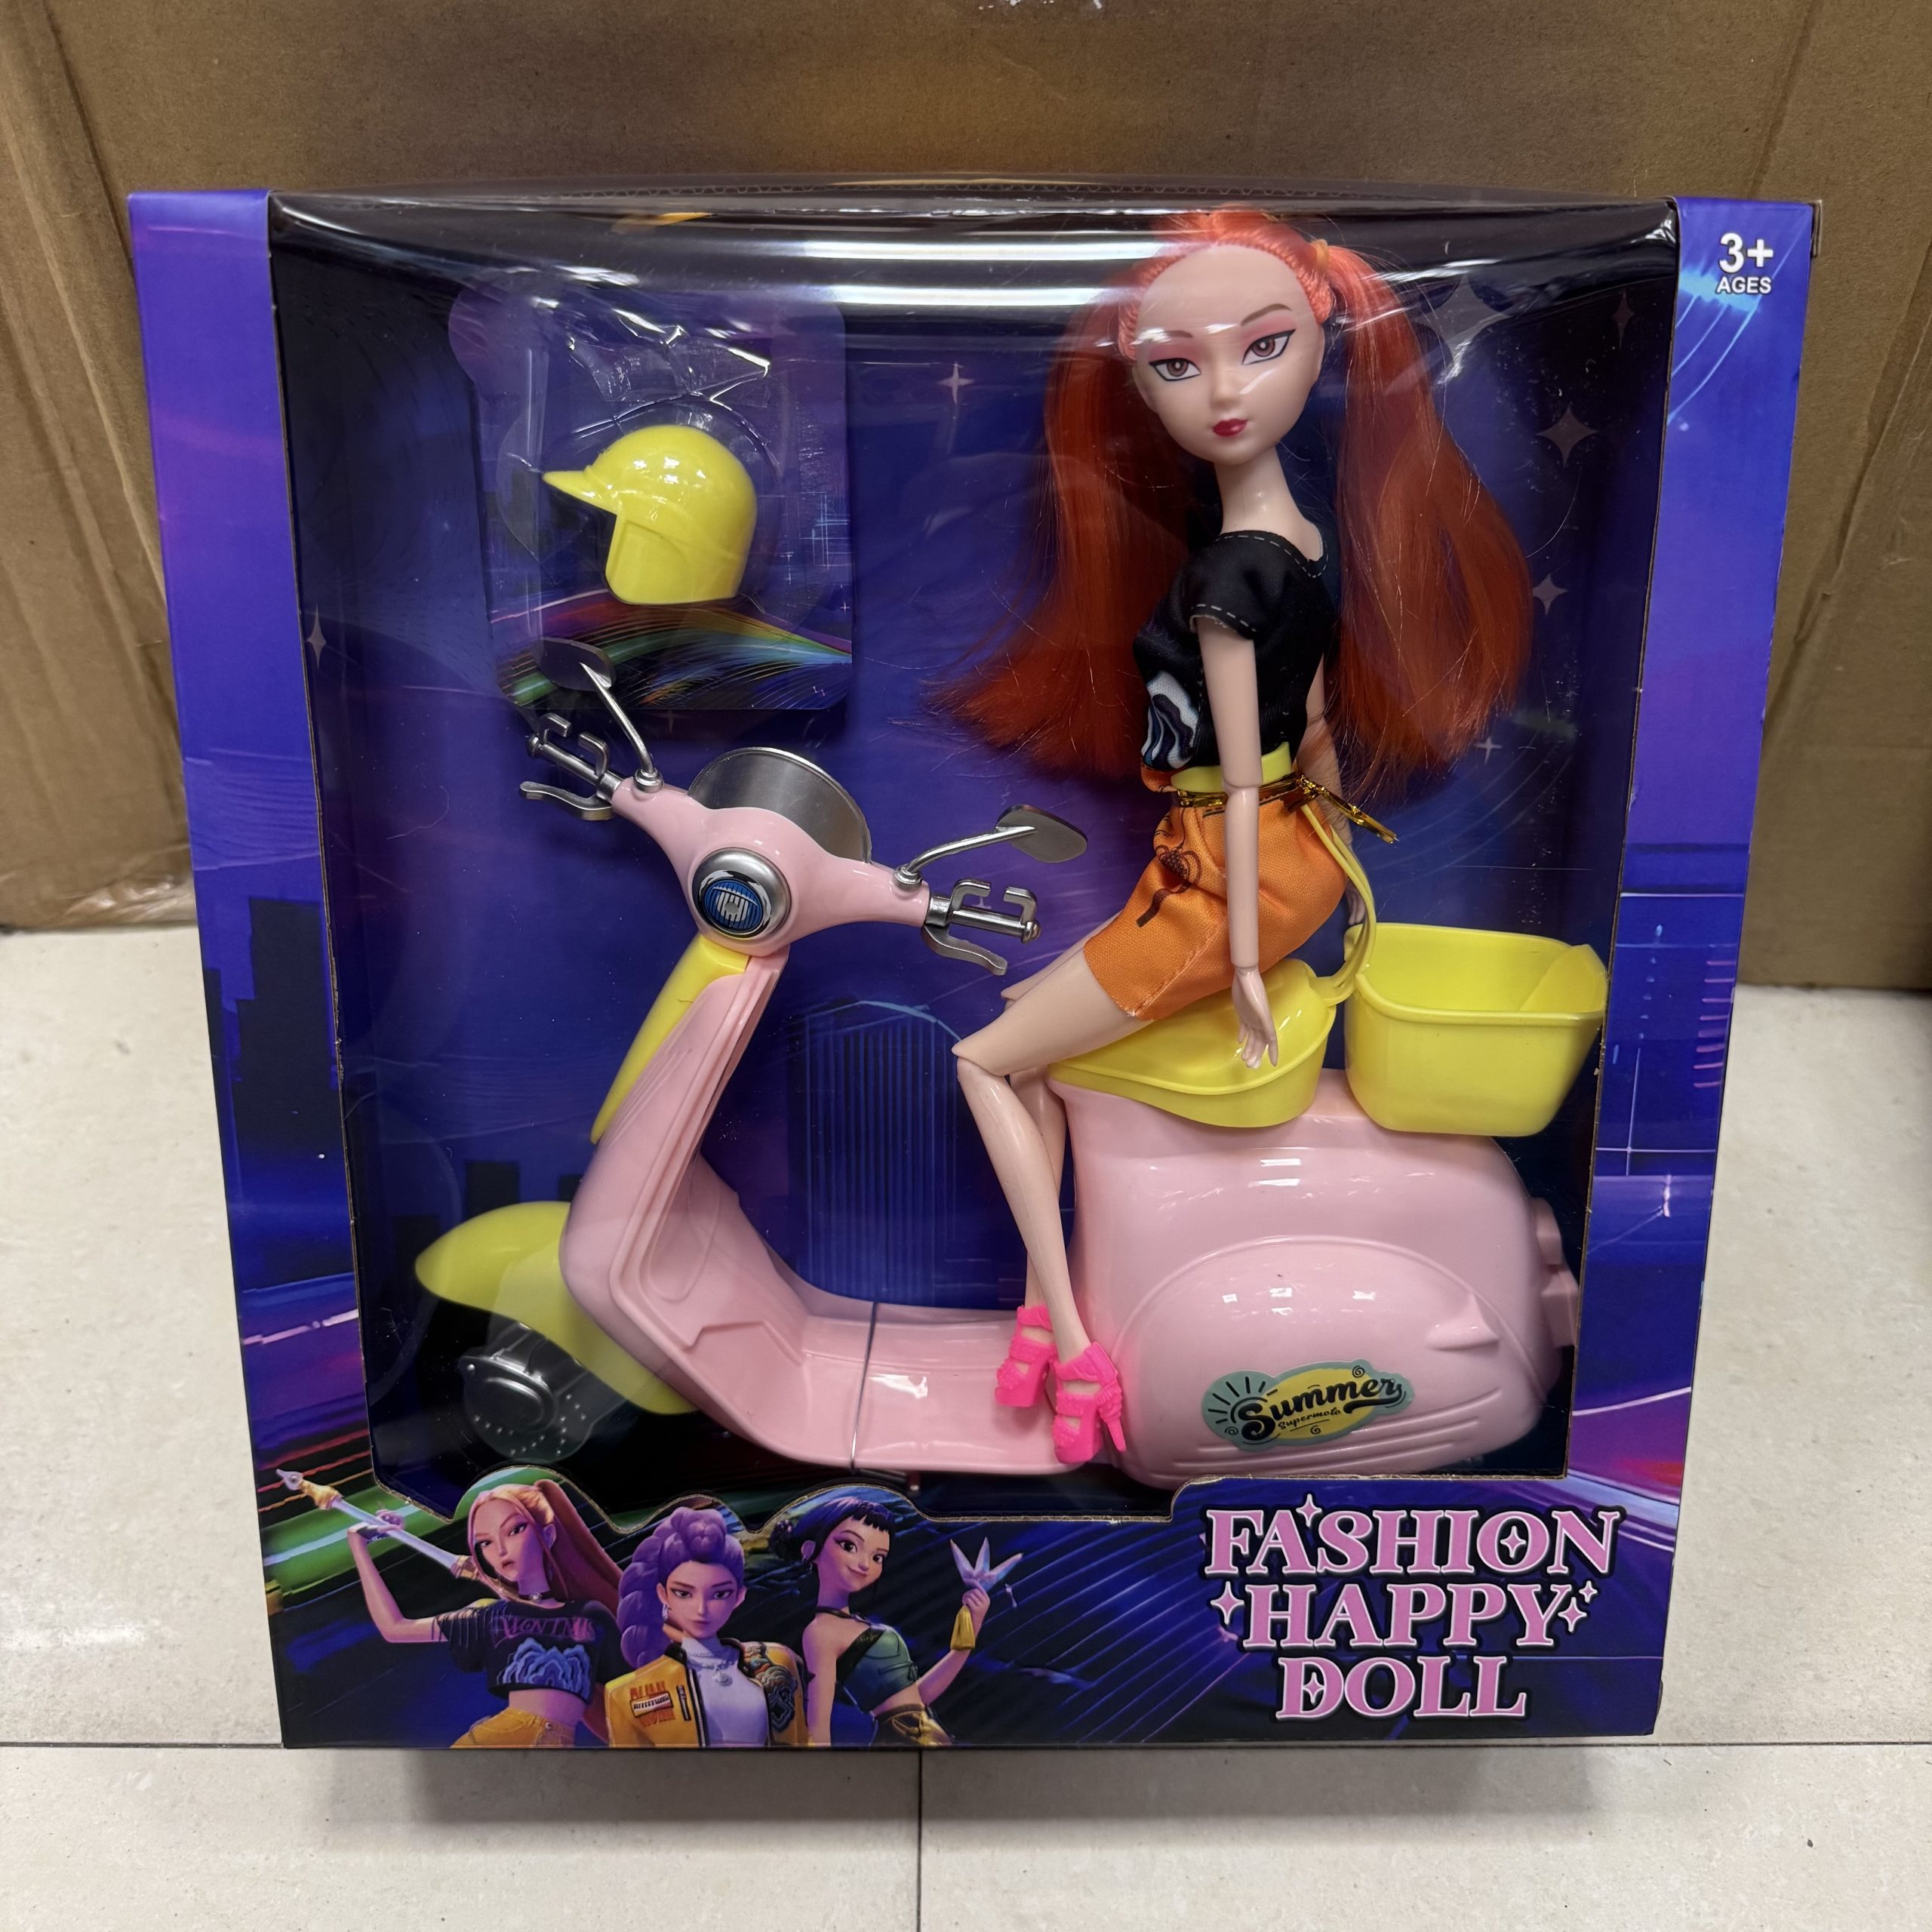 3+
AGES
Summer
Supermoto
FASHION
HAPPY
DOLL